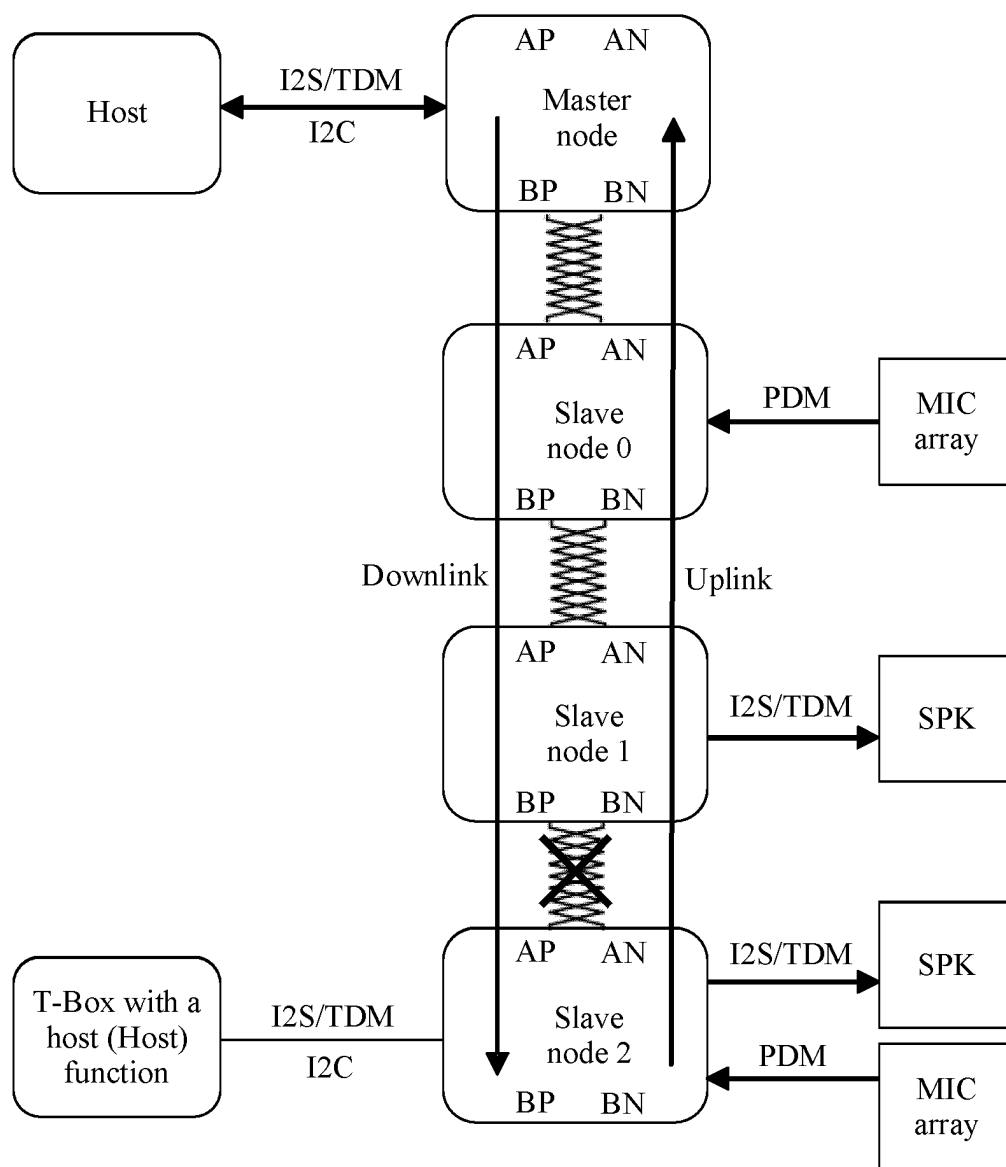 AP AN
I2S/TDM
Host
Master
node
I2C
BP BN
AP AN
PDM
MIC
array
Slave
node 0
BP BN
Downlink
Uplink
AP AN
I2S/TDM
SPK
Slave
node 1
BP BN
AP AN
I2S/TDM
SPK
T-Box with a
host (Host)
function
I2S/TDM
I2C
Slave
node 2
PDM
MIC
array
BP BN